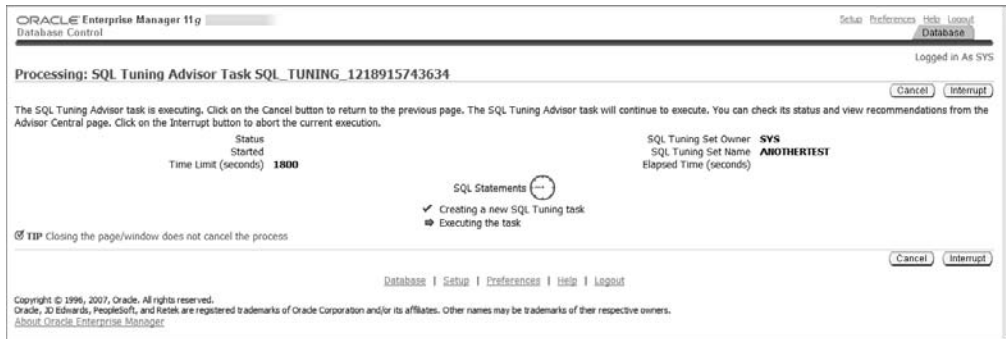 ORACLE Enterprise Manager 11g
Database Control
Setup Preferences Help Logout
Database
Logged in As SYS
Processing: SQL Tuning Advisor Task SQL_TUNING_1218915743634
Cancel Interrupt
The SQL Tuning Advisor task is executing. Click on the Cancel button to return to the previous page. The SQL Tuning Advisor task will continue to execute. You can check its status and view recommendations from the
Advisor Central page. Click on the Interrupt button to abort the current execution.
Status
Started
Time Limit (seconds) 1800
SQL Tuning Set Owner SYS
SQL Tuning Set Name ANOTHERTEST
Elapsed Time (seconds)
SQL Statements
Creating a new SQL Tuning task
Executing the task
TIP Closing the page/window does not cancel the process
Cancel Interrupt
Database | Setup | Preferences | Help | Logout
Copyright © 1996, 2007, Oracle. All rights reserved.
Oracle, JD Edwards, PeopleSoft, and Retek are registered trademarks of Oracle Corporation and/or its affiliates. Other names may be trademarks of their respective owners.
About Oracle Enterprise Manager